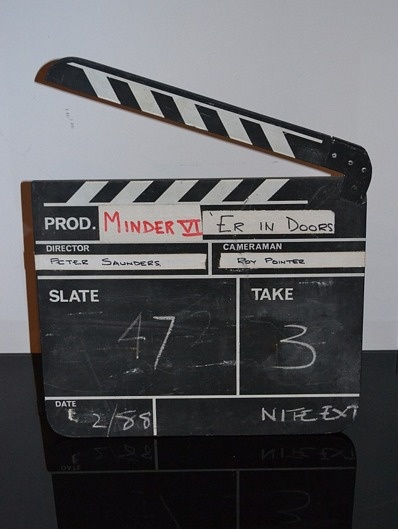 PROD. MINDER VI 'ER IN DOORS
DIRECTOR CAMERAMAN
PETER SAUNDERS ROY POINTER
SLATE TAKE
47 3
DATE
2/88 NITE EXT